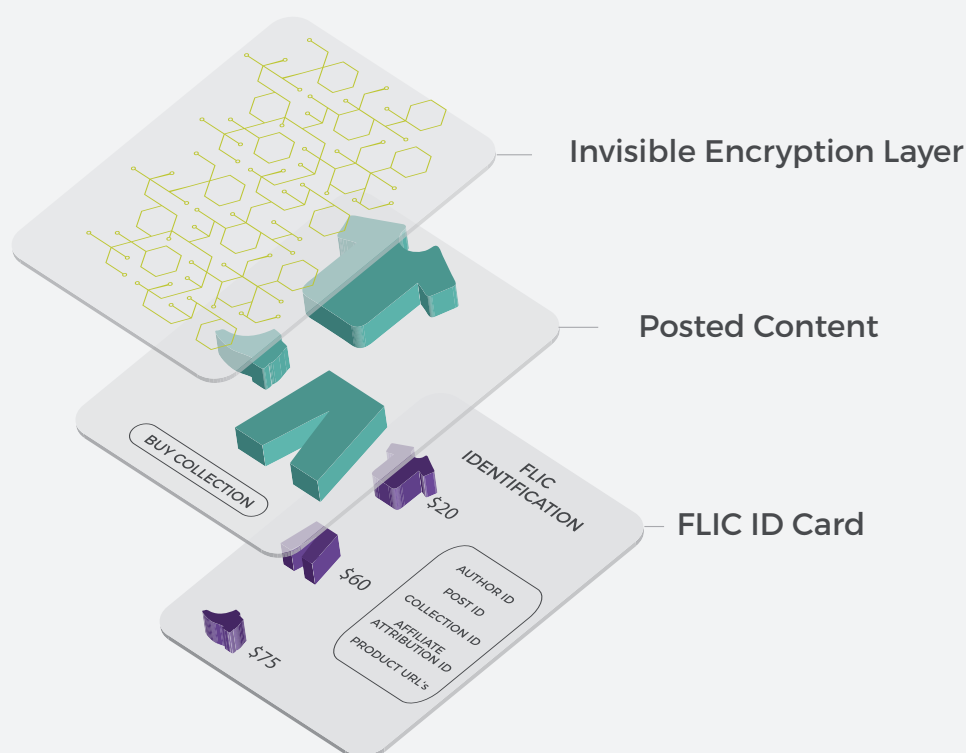 Invisible Encryption Layer
Posted Content
BUY COLLECTION
FLIC ID Card
FLIC
IDENTIFICATION
$20
$60
$75
AUTHOR ID
POST ID
COLLECTION ID
AFFILIATE
ATTRIBUTION ID
PRODUCT URL's